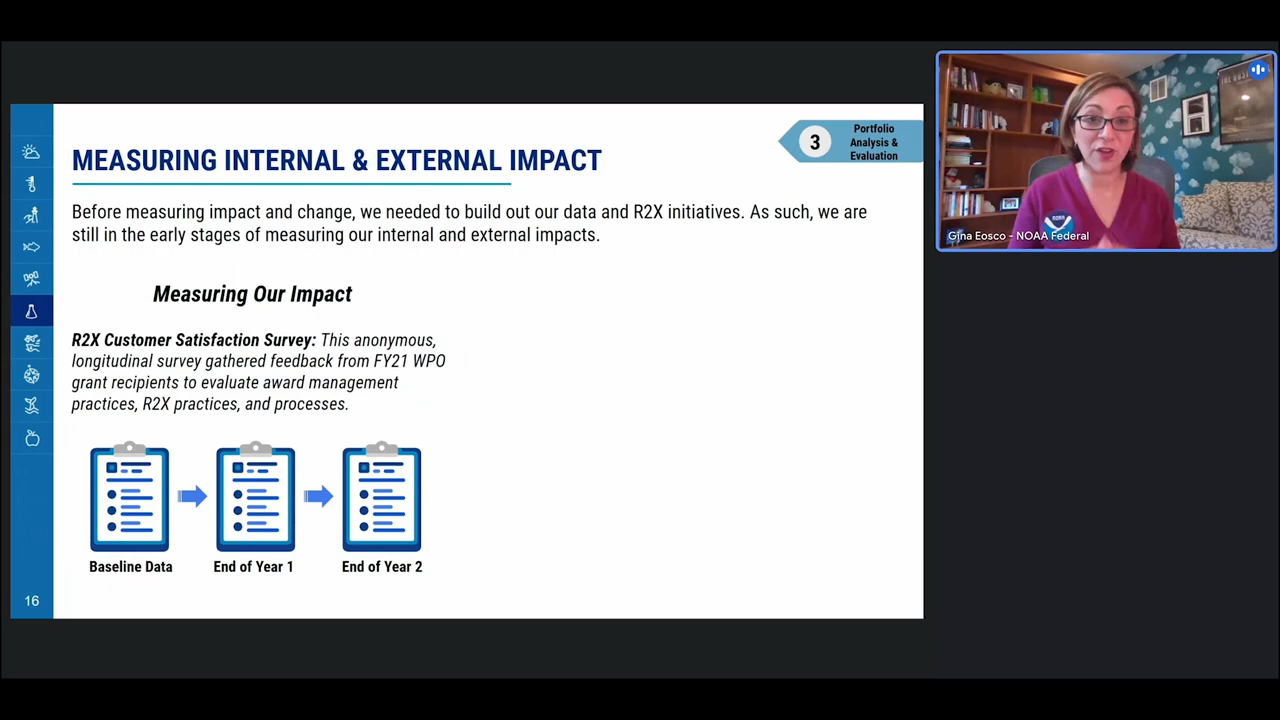 MEASURING INTERNAL & EXTERNAL IMPACT
3
Portfolio
Analysis &
Evaluation
Before measuring impact and change, we needed to build out our data and R2X initiatives. As such, we are
still in the early stages of measuring our internal and external impacts.
Measuring Our Impact
R2X Customer Satisfaction Survey: This anonymous,
longitudinal survey gathered feedback from FY21 WPO
grant recipients to evaluate award management
practices, R2X practices, and processes.
Baseline Data
End of Year 1
End of Year 2
16
NOAA
Gina Eosco - NOAA Federal